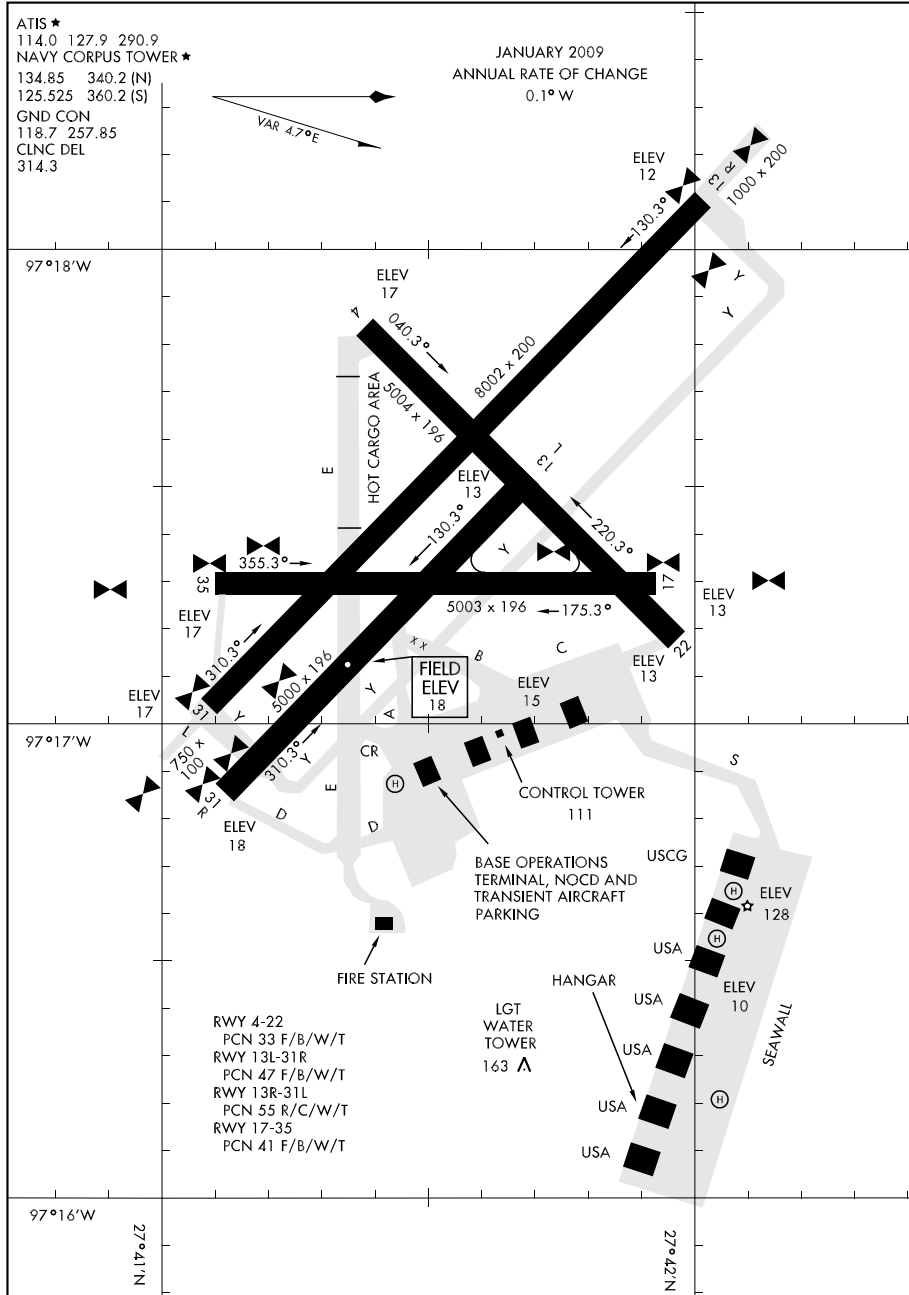 ATIS ★
114.0 127.9 290.9
NAVY CORPUS TOWER ★
134.85 340.2 (N)
125.525 360.2 (S)
GND CON
118.7 257.85
CLNC DEL
314.3
JANUARY 2009
ANNUAL RATE OF CHANGE
0.1° W
VAR 4.7°E
ELEV
12
13
R
1000 x 200
130.3°
97°18'W
Y
Y
ELEV
17
4
040.3°
8002 x 200
5004 x 196
HOT CARGO AREA
E
L
13
ELEV
13
130.3°
Y
220.3°
355.3°
35
17
5003 x 196
175.3°
ELEV
13
ELEV
17
310.3°
5000 x 196
X X
B
C
22
ELEV
13
FIELD
ELEV
18
ELEV
15
ELEV
17
31
L
Y
Y
A
97°17'W
750 x
100
310.3°
Y
CR
E
H
S
31
R
D
D
CONTROL TOWER
111
ELEV
18
BASE OPERATIONS
TERMINAL, NOCD AND
TRANSIENT AIRCRAFT
PARKING
USCG
H
ELEV
128
H
USA
FIRE STATION
HANGAR
ELEV
10
USA
SEAWALL
LGT
WATER
TOWER
163
USA
H
USA
USA
RWY 4-22
PCN 33 F/B/W/T
RWY 13L-31R
PCN 47 F/B/W/T
RWY 13R-31L
PCN 55 R/C/W/T
RWY 17-35
PCN 41 F/B/W/T
97°16'W
27°41'N
27°42'N